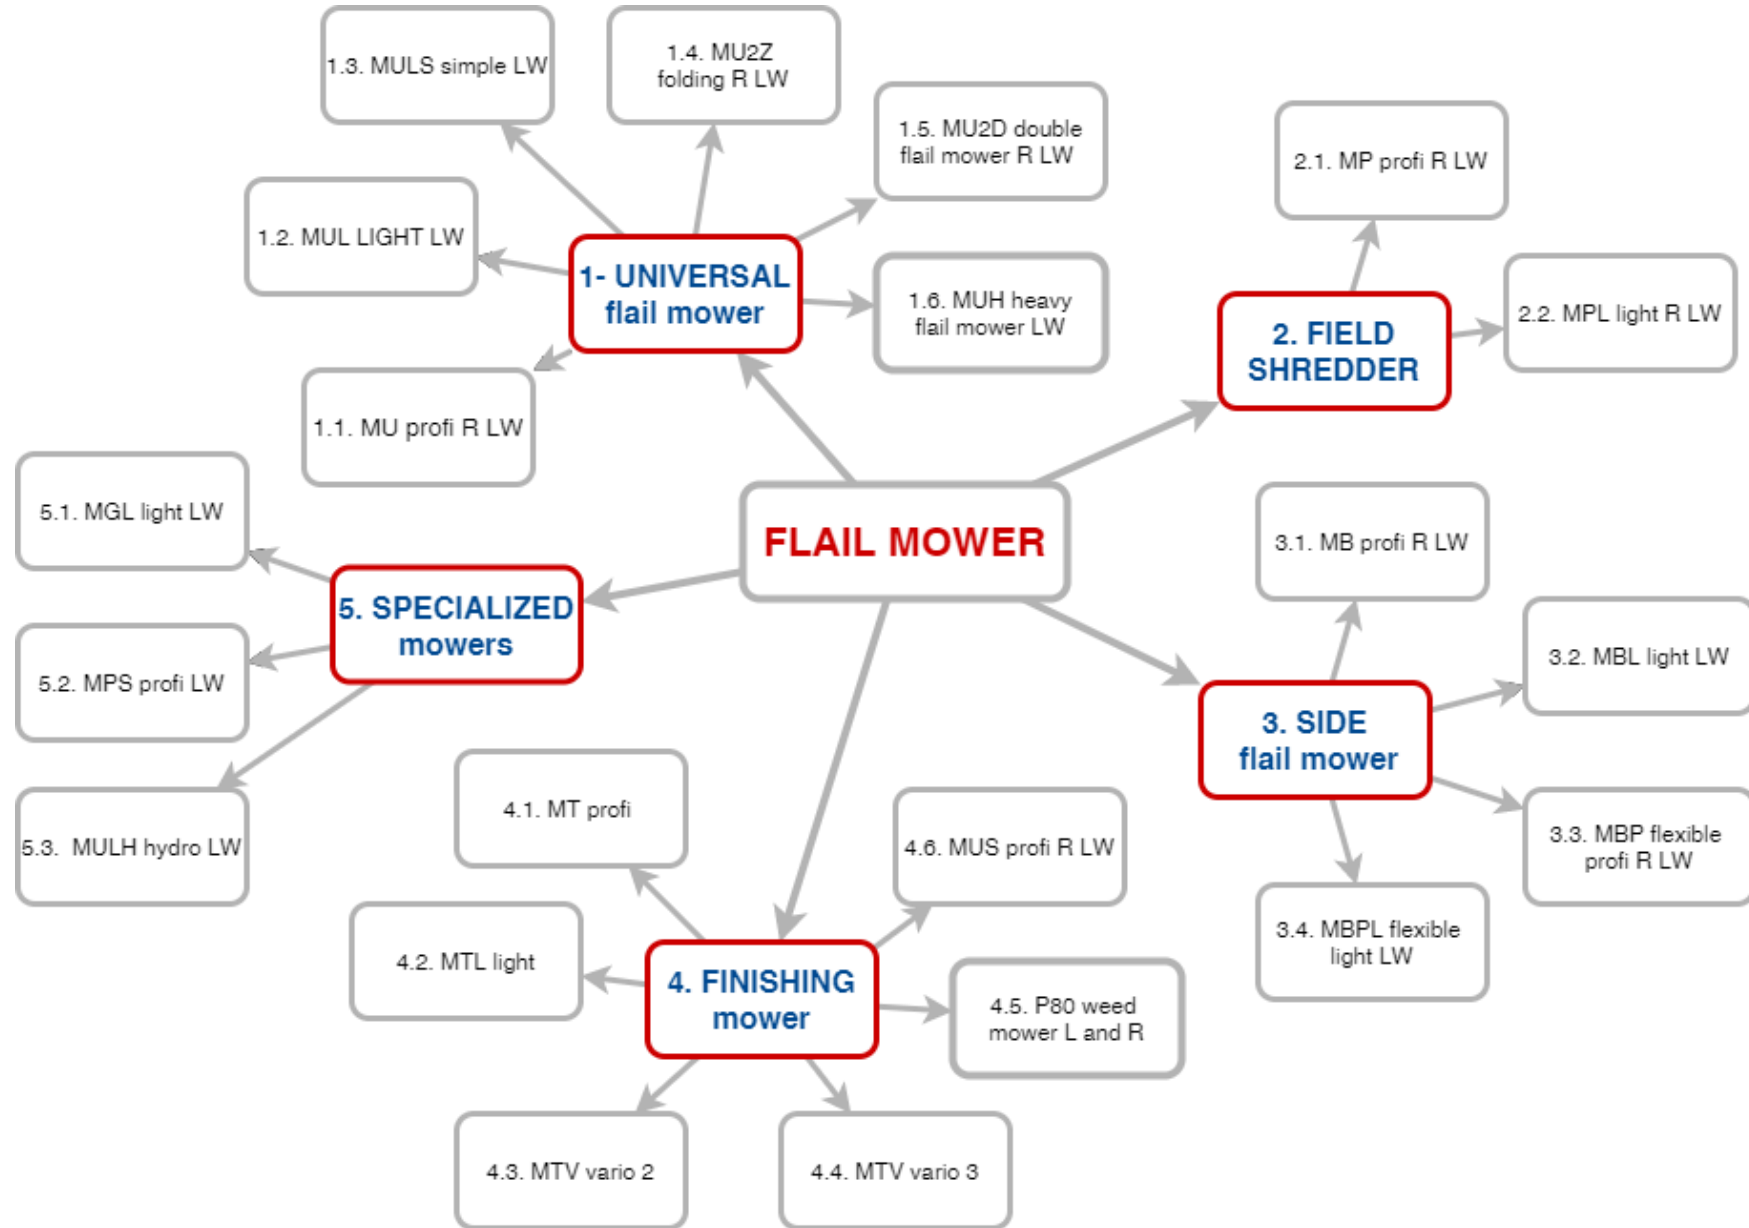 FLAIL MOWER
1- UNIVERSAL
flail mower
1.1. MU profi R LW
1.2. MUL LIGHT LW
1.3. MULS simple LW
1.4. MU2Z
folding R LW
1.5. MU2D double
flail mower R LW
1.6. MUH heavy
flail mower LW
2. FIELD
SHREDDER
2.1. MP profi R LW
2.2. MPL light R LW
3. SIDE
flail mower
3.1. MB profi R LW
3.2. MBL light LW
3.3. MBP flexible
profi R LW
3.4. MBPL flexible
light LW
4. FINISHING
mower
4.1. MT profi
4.2. MTL light
4.3. MTV vario 2
4.4. MTV vario 3
4.5. P80 weed
mower L and R
4.6. MUS profi R LW
5. SPECIALIZED
mowers
5.1. MGL light LW
5.2. MPS profi LW
5.3. MULH hydro LW